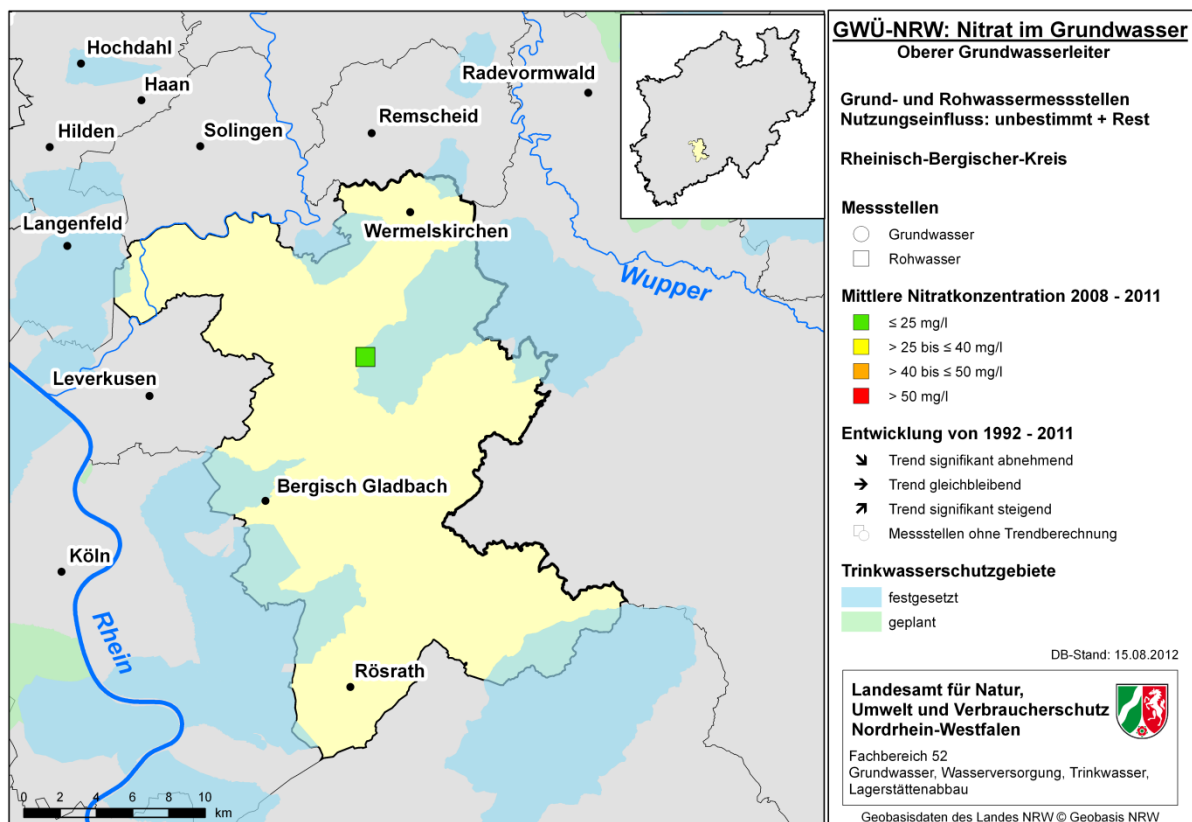 Hochdahl
Haan
Hilden
Solingen
Radevormwald
Remscheid
Langenfeld
Wermelskirchen
Wupper
Leverkusen
Bergisch Gladbach
Köln
Rhein
Rösrath
0 2 4 6 8 10
km
GWÜ-NRW: Nitrat im Grundwasser
Oberer Grundwasserleiter
Grund- und Rohwassermessstellen
Nutzungseinfluss: unbestimmt + Rest
Rheinisch-Bergischer-Kreis
Messstellen
Grundwasser
Rohwasser
Mittlere Nitratkonzentration 2008 - 2011
≤ 25 mg/l
> 25 bis ≤ 40 mg/l
> 40 bis ≤ 50 mg/l
> 50 mg/l
Entwicklung von 1992 - 2011
Trend signifikant abnehmend
Trend gleichbleibend
Trend signifikant steigend
Messstellen ohne Trendberechnung
Trinkwasserschutzgebiete
festgesetzt
geplant
DB-Stand: 15.08.2012
Landesamt für Natur,
Umwelt und Verbraucherschutz
Nordrhein-Westfalen
Fachbereich 52
Grundwasser, Wasserversorgung, Trinkwasser,
Lagerstättenabbau
Geobasisdaten des Landes NRW © Geobasis NRW